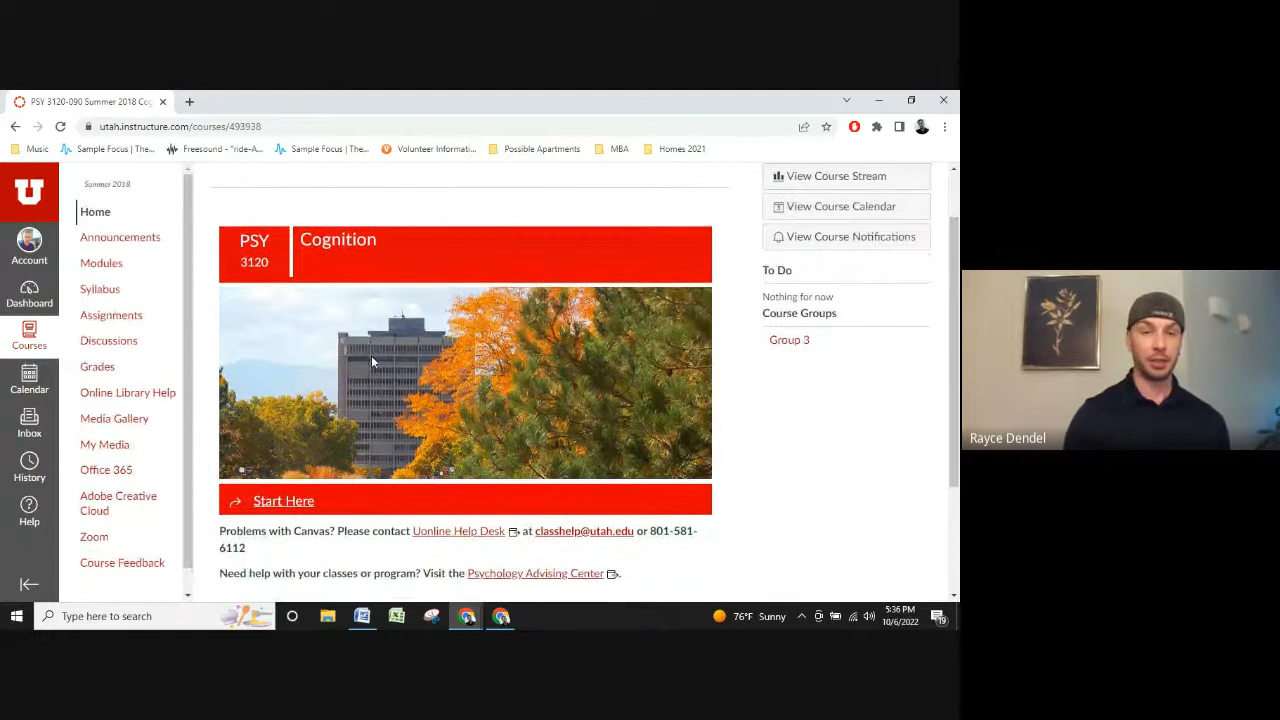 PSY 3120-090 Summer 2018 Cog
utah.instructure.com/courses/493938
Music
Sample Focus | The...
Freesound - "ride-A...
Sample Focus | The...
Volunteer Informati...
Possible Apartments
MBA
Homes 2021
U
Account
Dashboard
Courses
Calendar
Inbox
History
Help
Summer 2018
Home
Announcements
Modules
Syllabus
Assignments
Discussions
Grades
Online Library Help
Media Gallery
My Media
Office 365
Adobe Creative
Cloud
Zoom
Course Feedback
PSY
3120
Cognition
Start Here
Problems with Canvas? Please contact Uonline Help Desk at classhelp@utah.edu or 801-581-
6112
Need help with your classes or program? Visit the Psychology Advising Center.
View Course Stream
View Course Calendar
View Course Notifications
To Do
Nothing for now
Course Groups
Group 3
Rayce Dendel
Type here to search
76°F Sunny
5:36 PM
10/6/2022
19